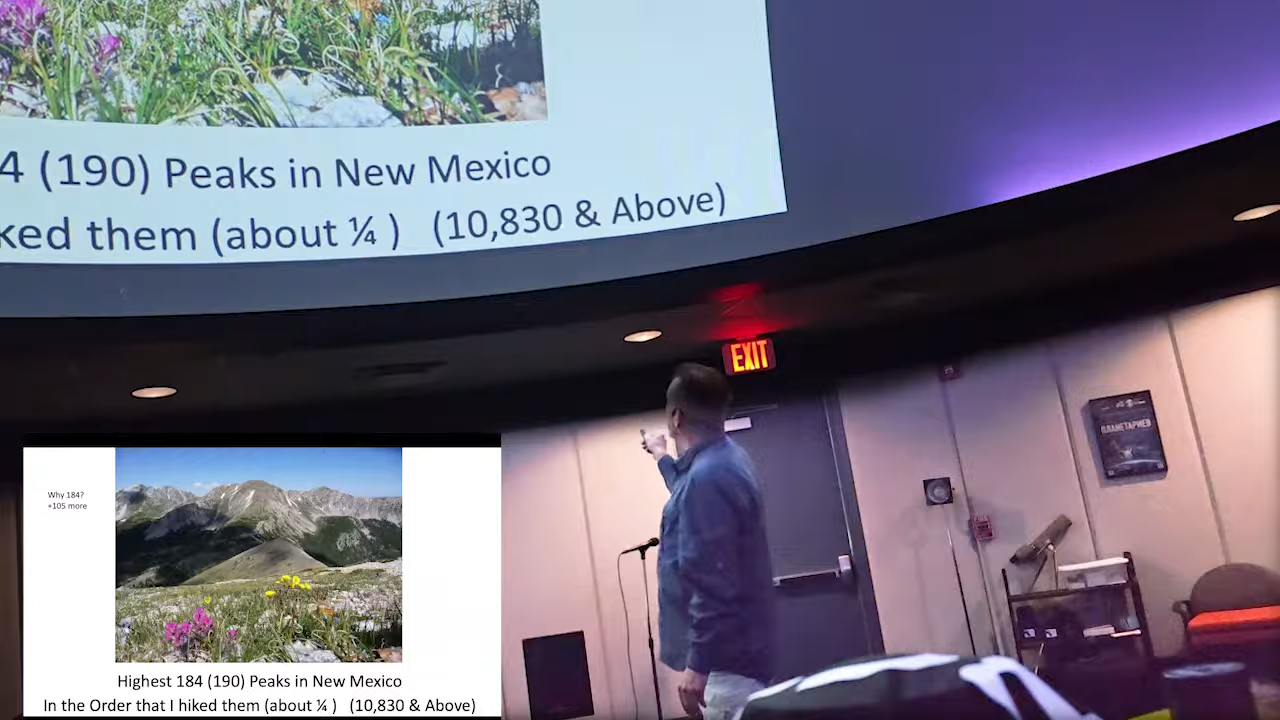 4 (190) Peaks in New Mexico
ked them (about ¼ ) (10,830 & Above)
EXIT
ПЛАНЕТАРИЕВ
Why 184?
+105 more
Highest 184 (190) Peaks in New Mexico
In the Order that I hiked them (about ¼ ) (10,830 & Above)